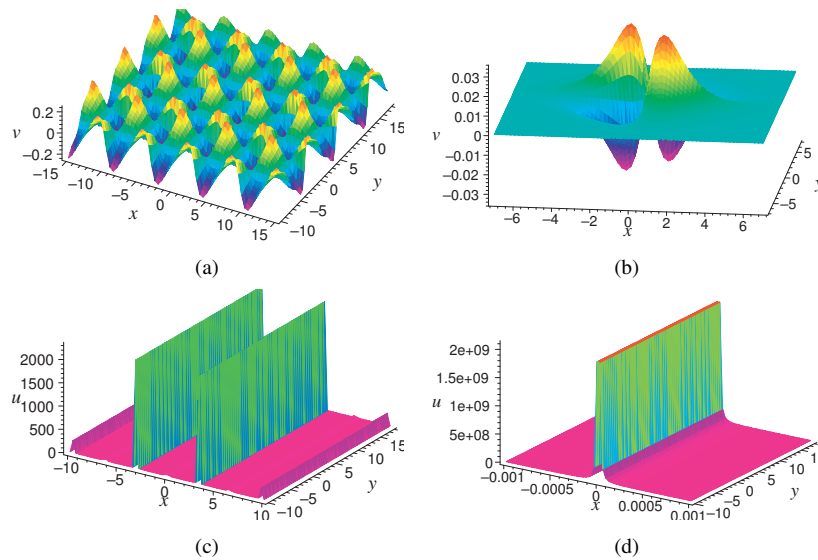 0.2
v 0
−0.2
−15
−10
−5
0
5
10
15
x
−10
−5
0
5
10
15
y
(a)
0.03
0.02
0.01
v 0
−0.01
−0.02
−0.03
−6 −4 −2 0 2 4 6
x
−5
0
5
y
(b)
2000
1500
u 1000
500
0
−10
−5
0
5
10
x
−10
−5
0
5
10
15
y
(c)
2e+09
1.5e+09
u
5e+08
0
−0.001
−0.0005
0
0.0005
0.001
x
−10
−5
0
5
10
y
(d)